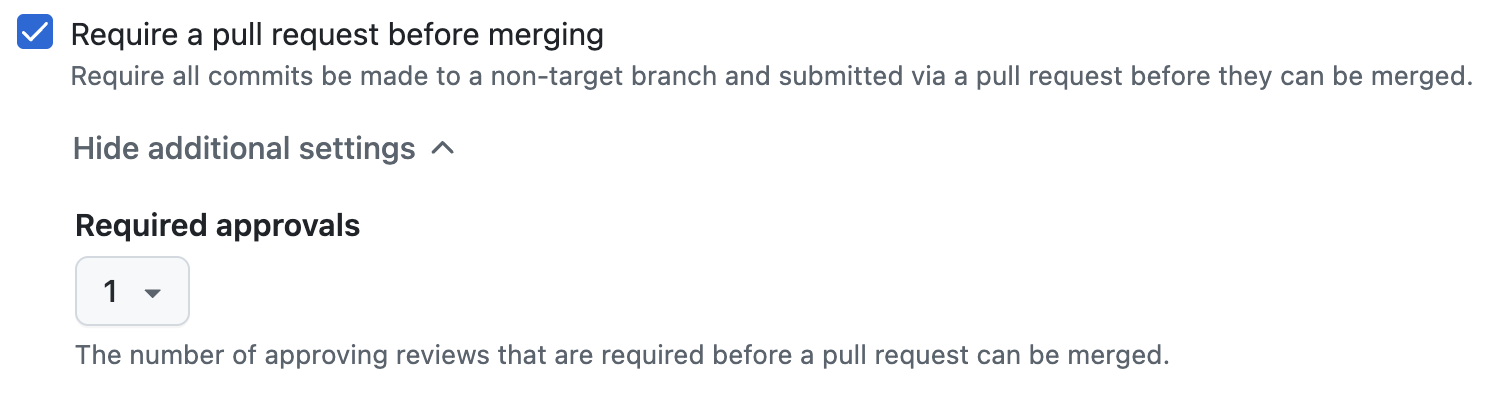 Require a pull request before merging
Require all commits be made to a non-target branch and submitted via a pull request before they can be merged.
Hide additional settings
Required approvals
1
The number of approving reviews that are required before a pull request can be merged.